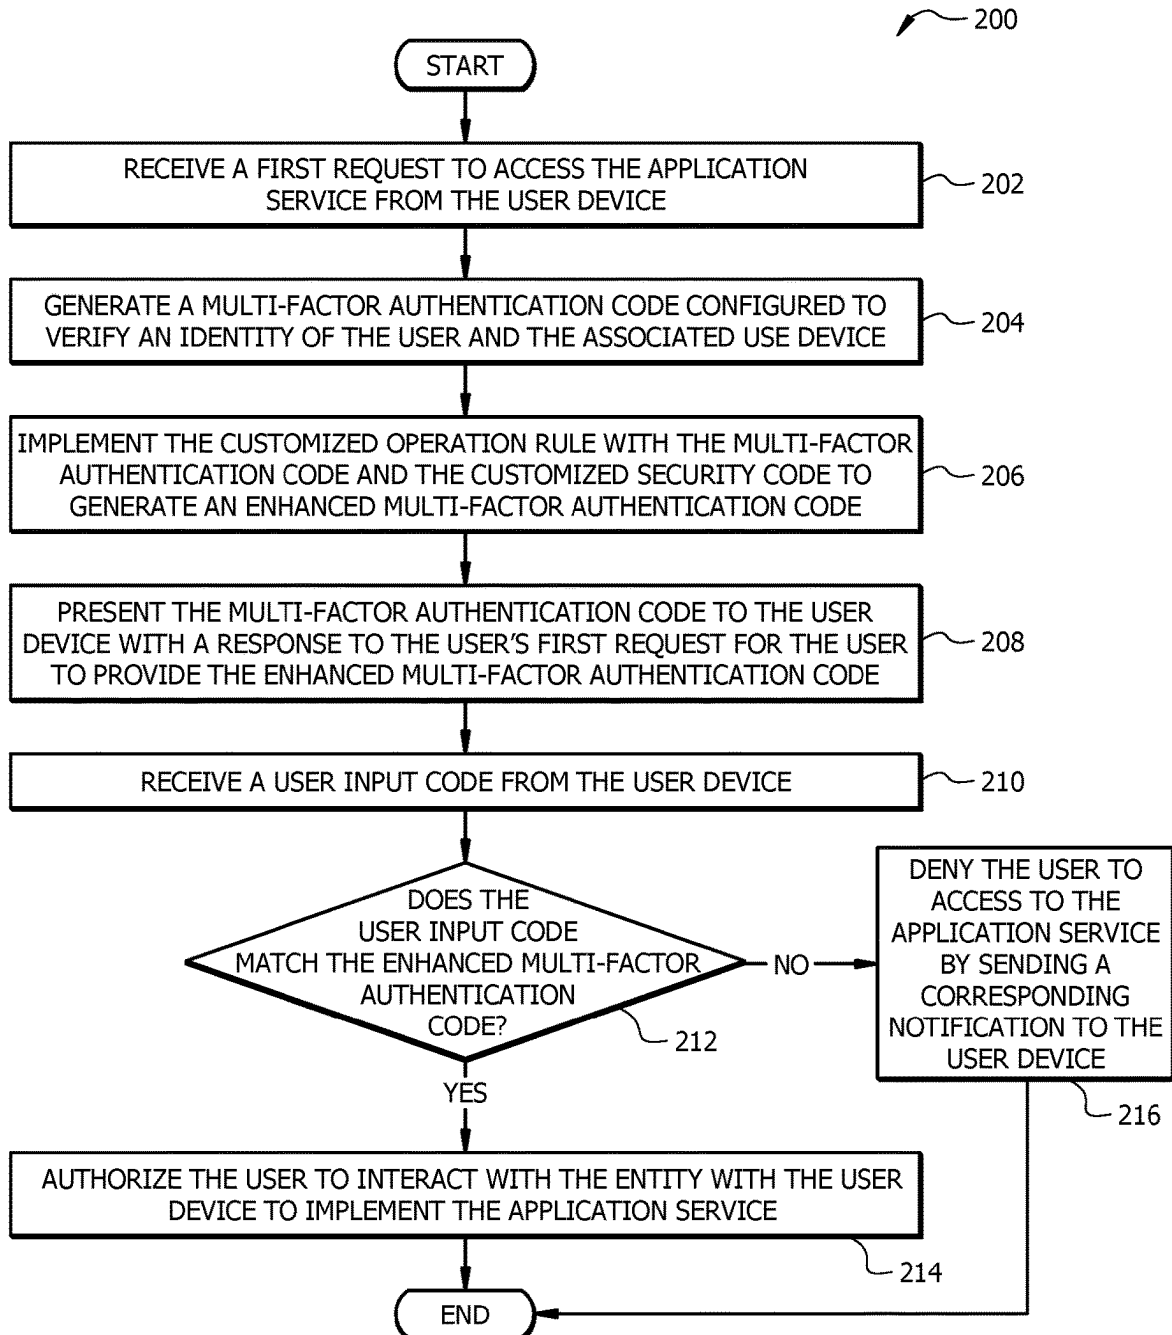 200
START
RECEIVE A FIRST REQUEST TO ACCESS THE APPLICATION
SERVICE FROM THE USER DEVICE
202
GENERATE A MULTI-FACTOR AUTHENTICATION CODE CONFIGURED TO
VERIFY AN IDENTITY OF THE USER AND THE ASSOCIATED USE DEVICE
204
IMPLEMENT THE CUSTOMIZED OPERATION RULE WITH THE MULTI-FACTOR
AUTHENTICATION CODE AND THE CUSTOMIZED SECURITY CODE TO
GENERATE AN ENHANCED MULTI-FACTOR AUTHENTICATION CODE
206
PRESENT THE MULTI-FACTOR AUTHENTICATION CODE TO THE USER
DEVICE WITH A RESPONSE TO THE USER'S FIRST REQUEST FOR THE USER
TO PROVIDE THE ENHANCED MULTI-FACTOR AUTHENTICATION CODE
208
RECEIVE A USER INPUT CODE FROM THE USER DEVICE
210
DOES THE
USER INPUT CODE
MATCH THE ENHANCED MULTI-FACTOR
AUTHENTICATION
CODE?
212
NO
DENY THE USER TO
ACCESS TO THE
APPLICATION SERVICE
BY SENDING A
CORRESPONDING
NOTIFICATION TO THE
USER DEVICE
216
YES
AUTHORIZE THE USER TO INTERACT WITH THE ENTITY WITH THE USER
DEVICE TO IMPLEMENT THE APPLICATION SERVICE
214
END